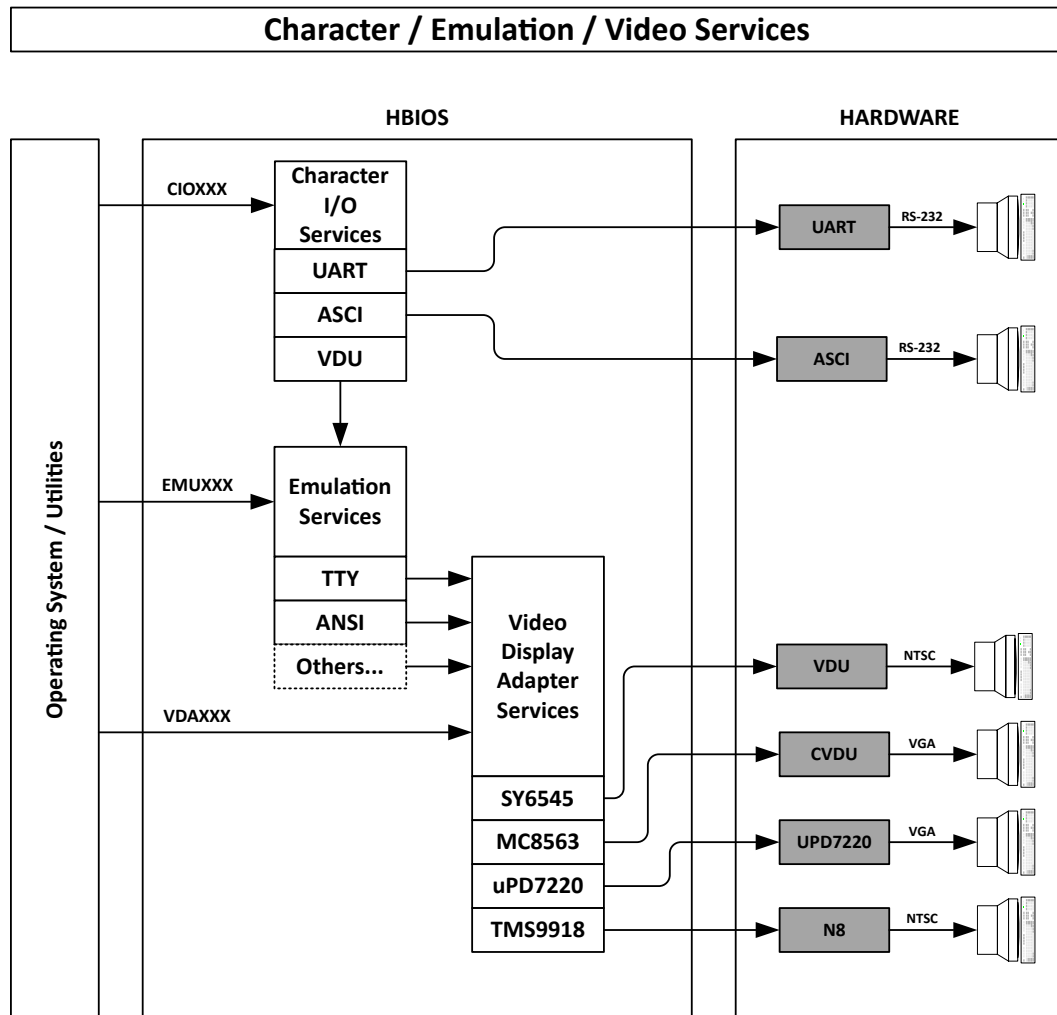 Character / Emulation / Video Services
HBIOS
HARDWARE
Operating System / Utilities
CIOXXX
Character
I/O
Services
UART
ASCI
VDU
UART
RS-232
ASCI
RS-232
EMUXXX
Emulation
Services
TTY
ANSI
Others...
VDAXXX
Video
Display
Adapter
Services
SY6545
MC8563
uPD7220
TMS9918
VDU
NTSC
CVDU
VGA
UPD7220
VGA
N8
NTSC